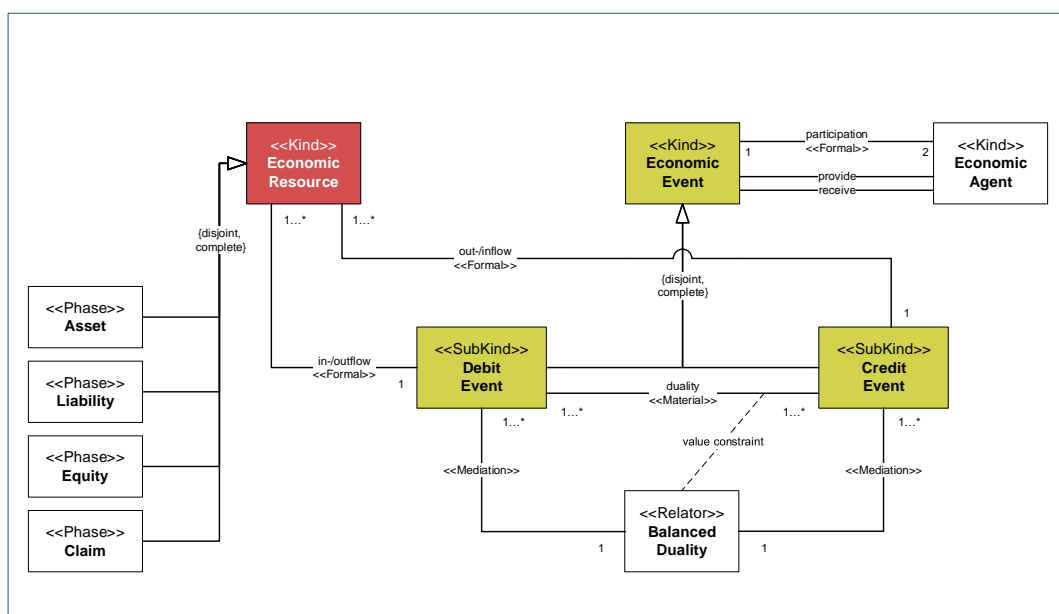 <<Kind>>
Economic
Resource
<<Kind>>
Economic
Event
participation
<<Formal>>
1
2
provide
receive
<<Kind>>
Economic
Agent
1...*
1...*
{disjoint,
complete}
out-/inflow
<<Formal>>
{disjoint,
complete}
<<Phase>>
Asset
1
<<SubKind>>
Debit
Event
<<SubKind>>
Credit
Event
in-/outflow
<<Formal>>
1
duality
<<Material>>
<<Phase>>
Liability
1...*
1...*
1...*
1...*
value constraint
<<Phase>>
Equity
<<Mediation>>
<<Mediation>>
<<Relator>>
Balanced
Duality
1
1
<<Phase>>
Claim